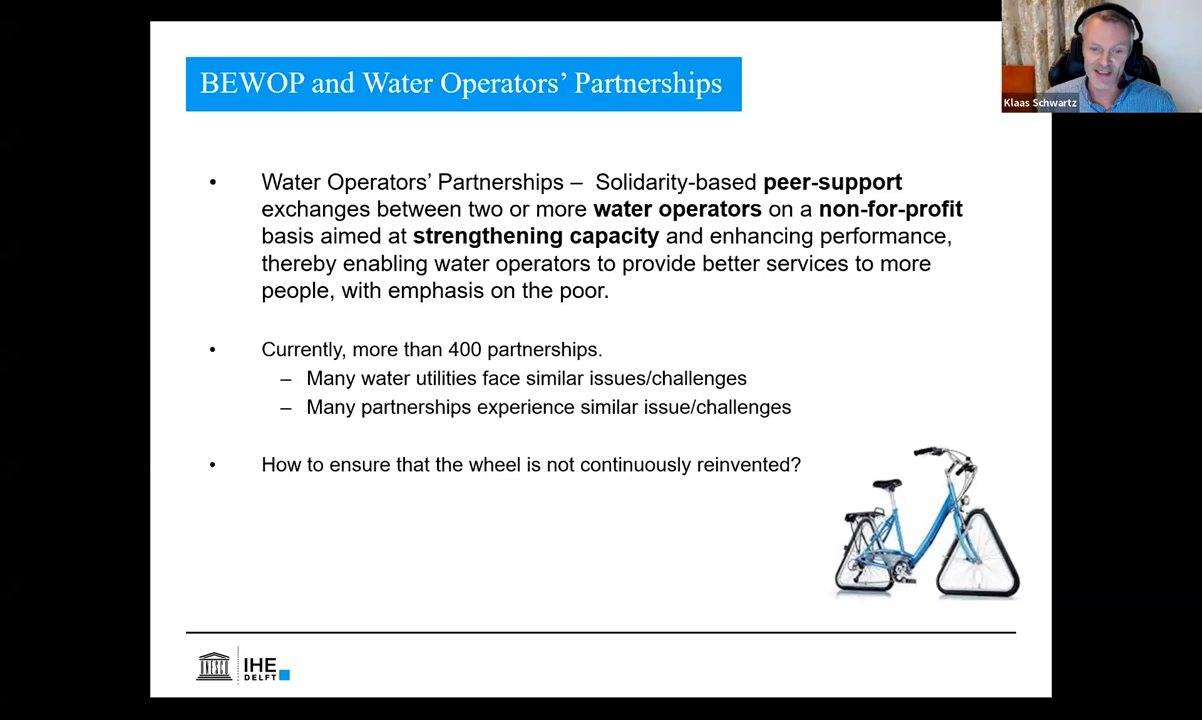 BEWOP and Water Operators’ Partnerships
Klaas Schwartz
• Water Operators’ Partnerships – Solidarity-based peer-support
exchanges between two or more water operators on a non-for-profit
basis aimed at strengthening capacity and enhancing performance,
thereby enabling water operators to provide better services to more
people, with emphasis on the poor.
• Currently, more than 400 partnerships.
– Many water utilities face similar issues/challenges
– Many partnerships experience similar issue/challenges
• How to ensure that the wheel is not continuously reinvented?
UNESCO
IHE
DELFT